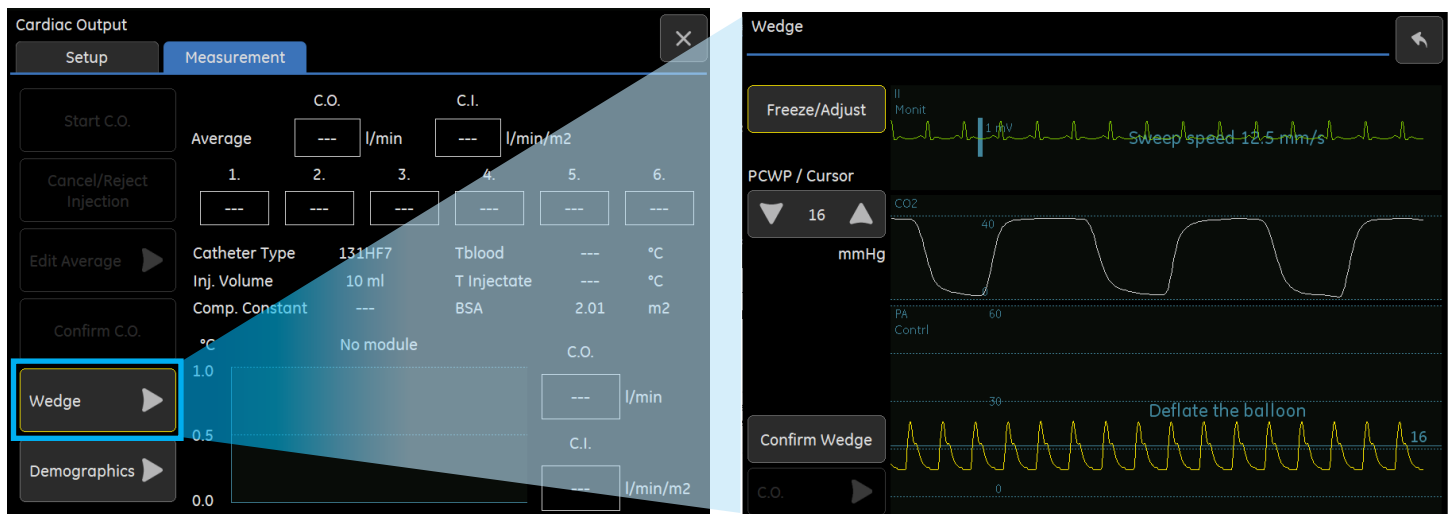 Cardiac Output
Setup Measurement
Start C.O.
Cancel/Reject
Injection
Edit Average
Confirm C.O.
Wedge
Demographics
C.O. C.I.
Average --- l/min --- l/min/m2
1. 2. 3. 4. 5. 6.
--- --- --- --- --- ---
Catheter Type 131HF7 Tblood --- °C
Inj. Volume 10 ml T Injectate --- °C
Comp. Constant --- BSA 2.01 m2
°C No module
1.0
0.5
0.0
C.O.
--- l/min
C.I.
--- l/min/m2
Wedge
Freeze/Adjust
PCWP / Cursor
16
mmHg
Confirm Wedge
C.O.
II
Monit
1 mV
Sweep speed 12.5 mm/s
CO2
40
0
PA 60
Contrl
30
Deflate the balloon
16
0